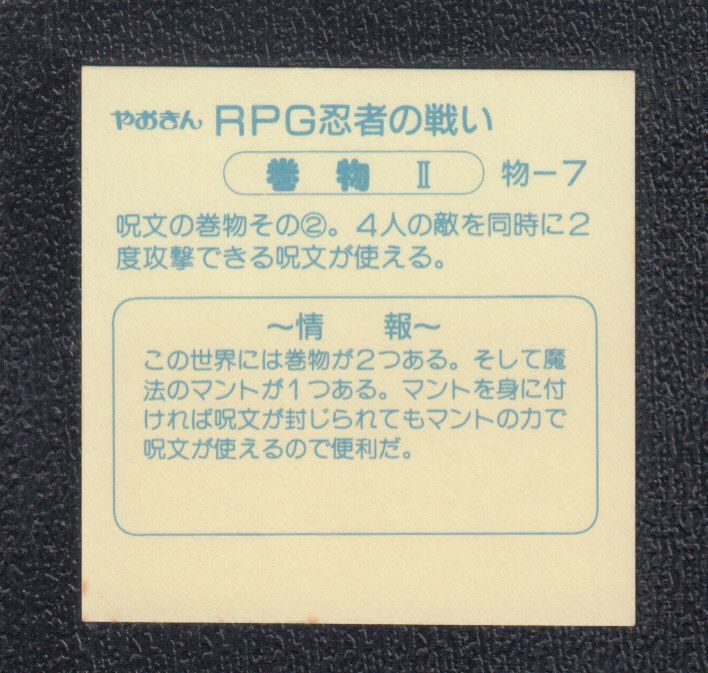 やおきん RPG忍者の戦い
巻物 Ⅱ 物－7
呪文の巻物その②。4人の敵を同時に2
度攻撃できる呪文が使える。
～情 報～
この世界には巻物が2つある。そして魔
法のマントが1つある。マントを身に付
ければ呪文が封じられてもマントの力で
呪文が使えるので便利だ。